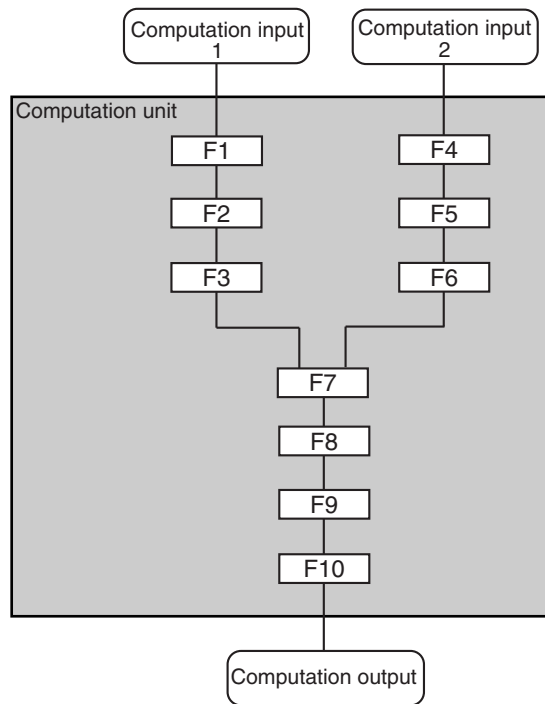 Computation input
1
Computation input
2
Computation unit
F1
F4
F2
F5
F3
F6
F7
F8
F9
F10
Computation output